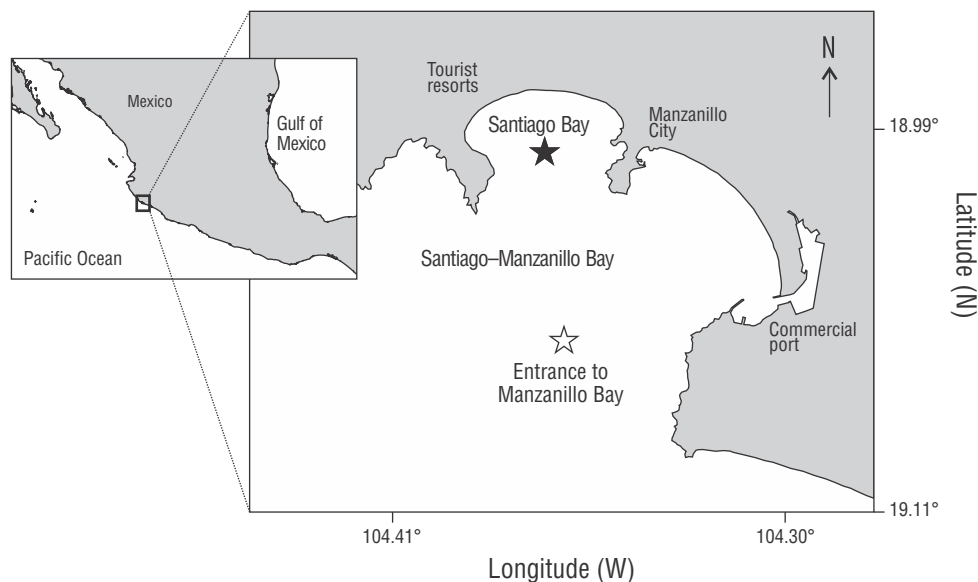 Mexico
Gulf of
Mexico
Pacific Ocean
Tourist
resorts
Santiago Bay
Manzanillo
City
N
18.99°
Santiago–Manzanillo Bay
Latitude (N)
Commercial
port
Entrance to
Manzanillo Bay
19.11°
104.41°
104.30°
Longitude (W)